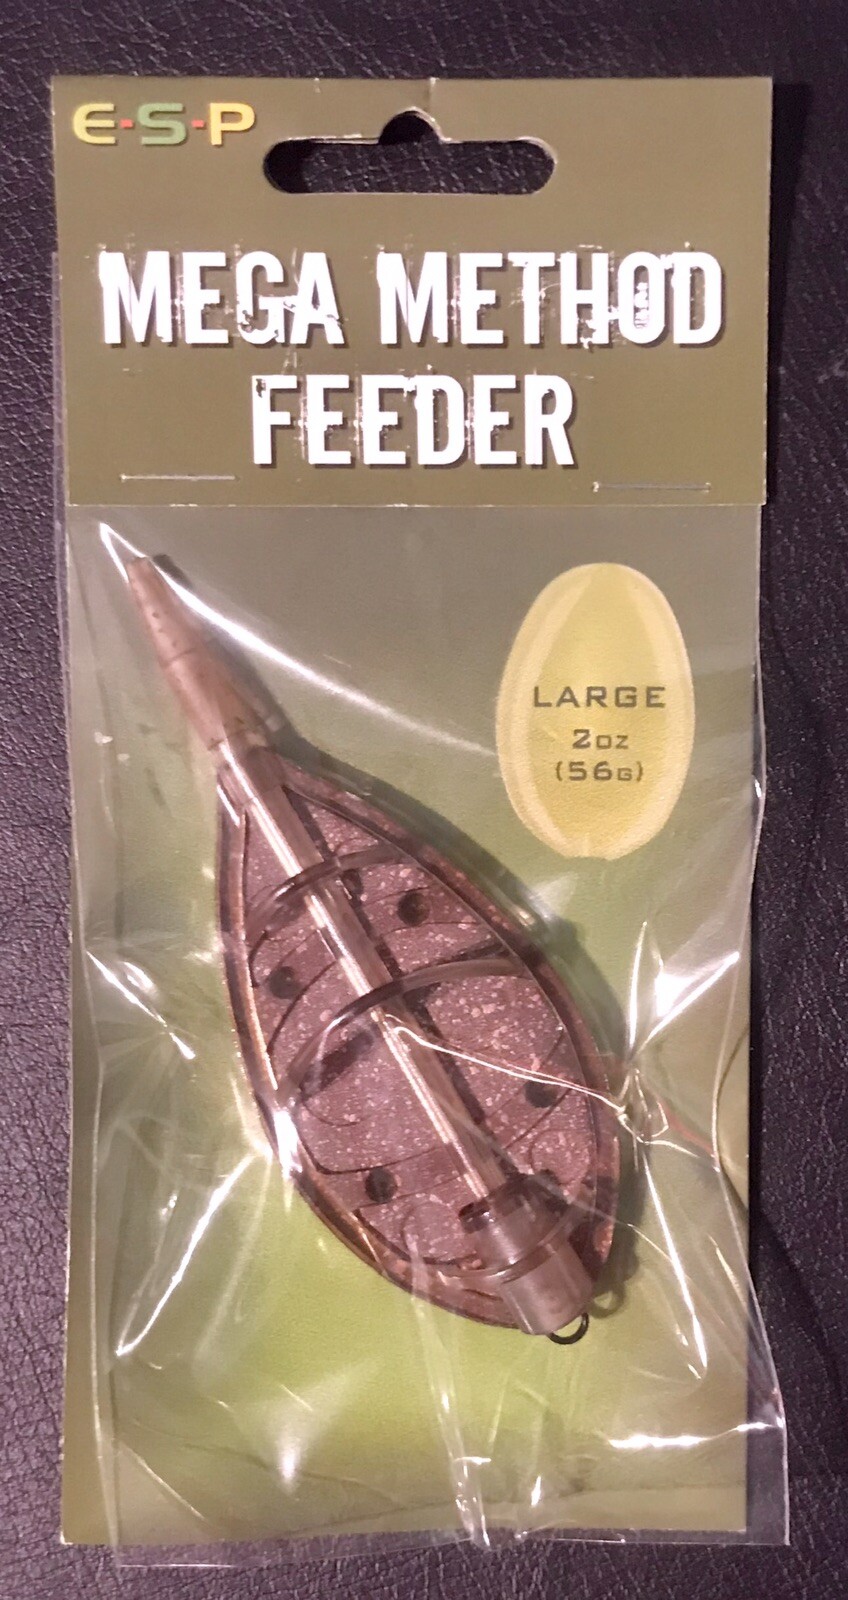 E·S·P
MEGA METHOD
FEEDER
LARGE
2oz
(56G)